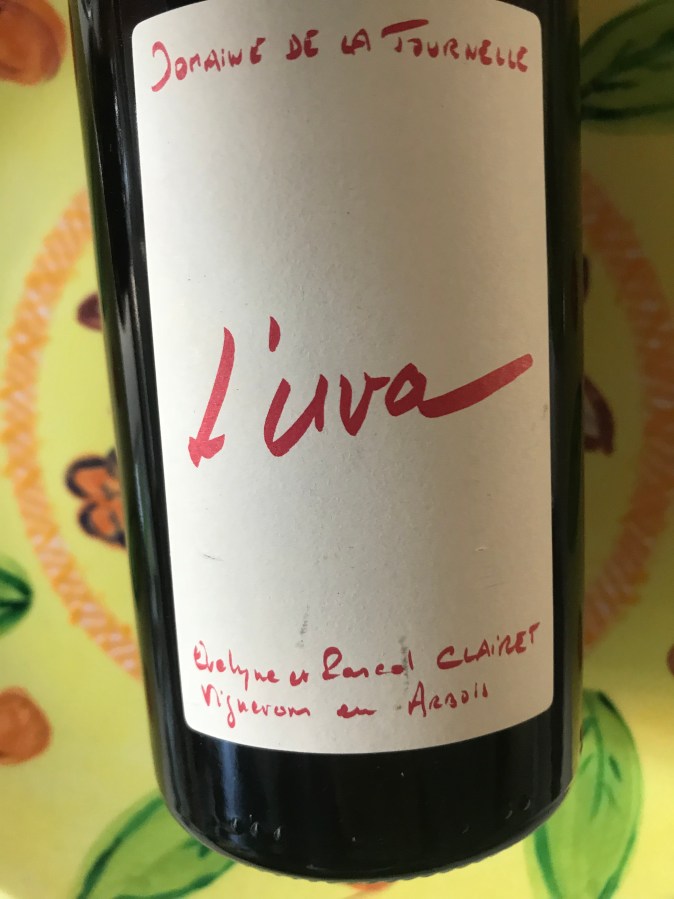 DOMAINE DE LA TOURNELLE
L'uva
Evelyne et Pascal CLAIRET
Vignerons en ARBOIS